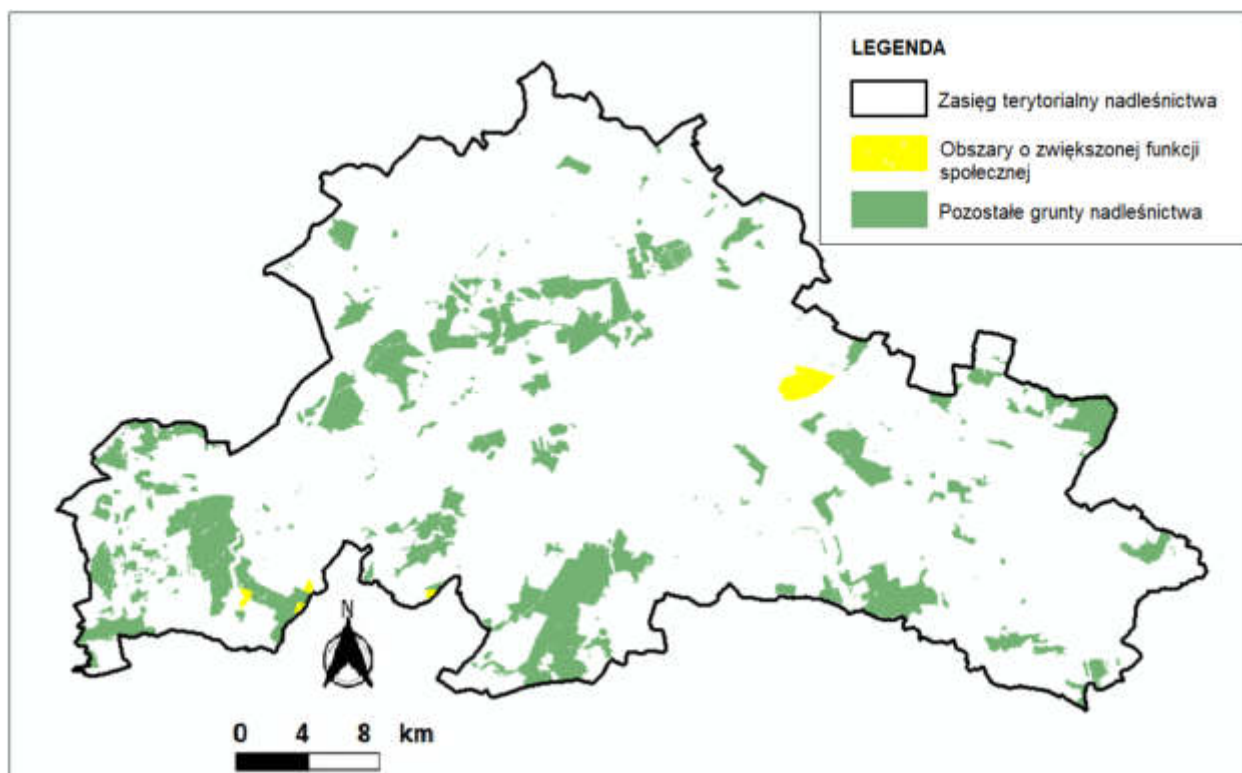 LEGENDA
Zasięg terytorialny nadleśnictwa
Obszary o zwiększonej funkcji
społecznej
Pozostałe grunty nadleśnictwa
N
0 4 8 km